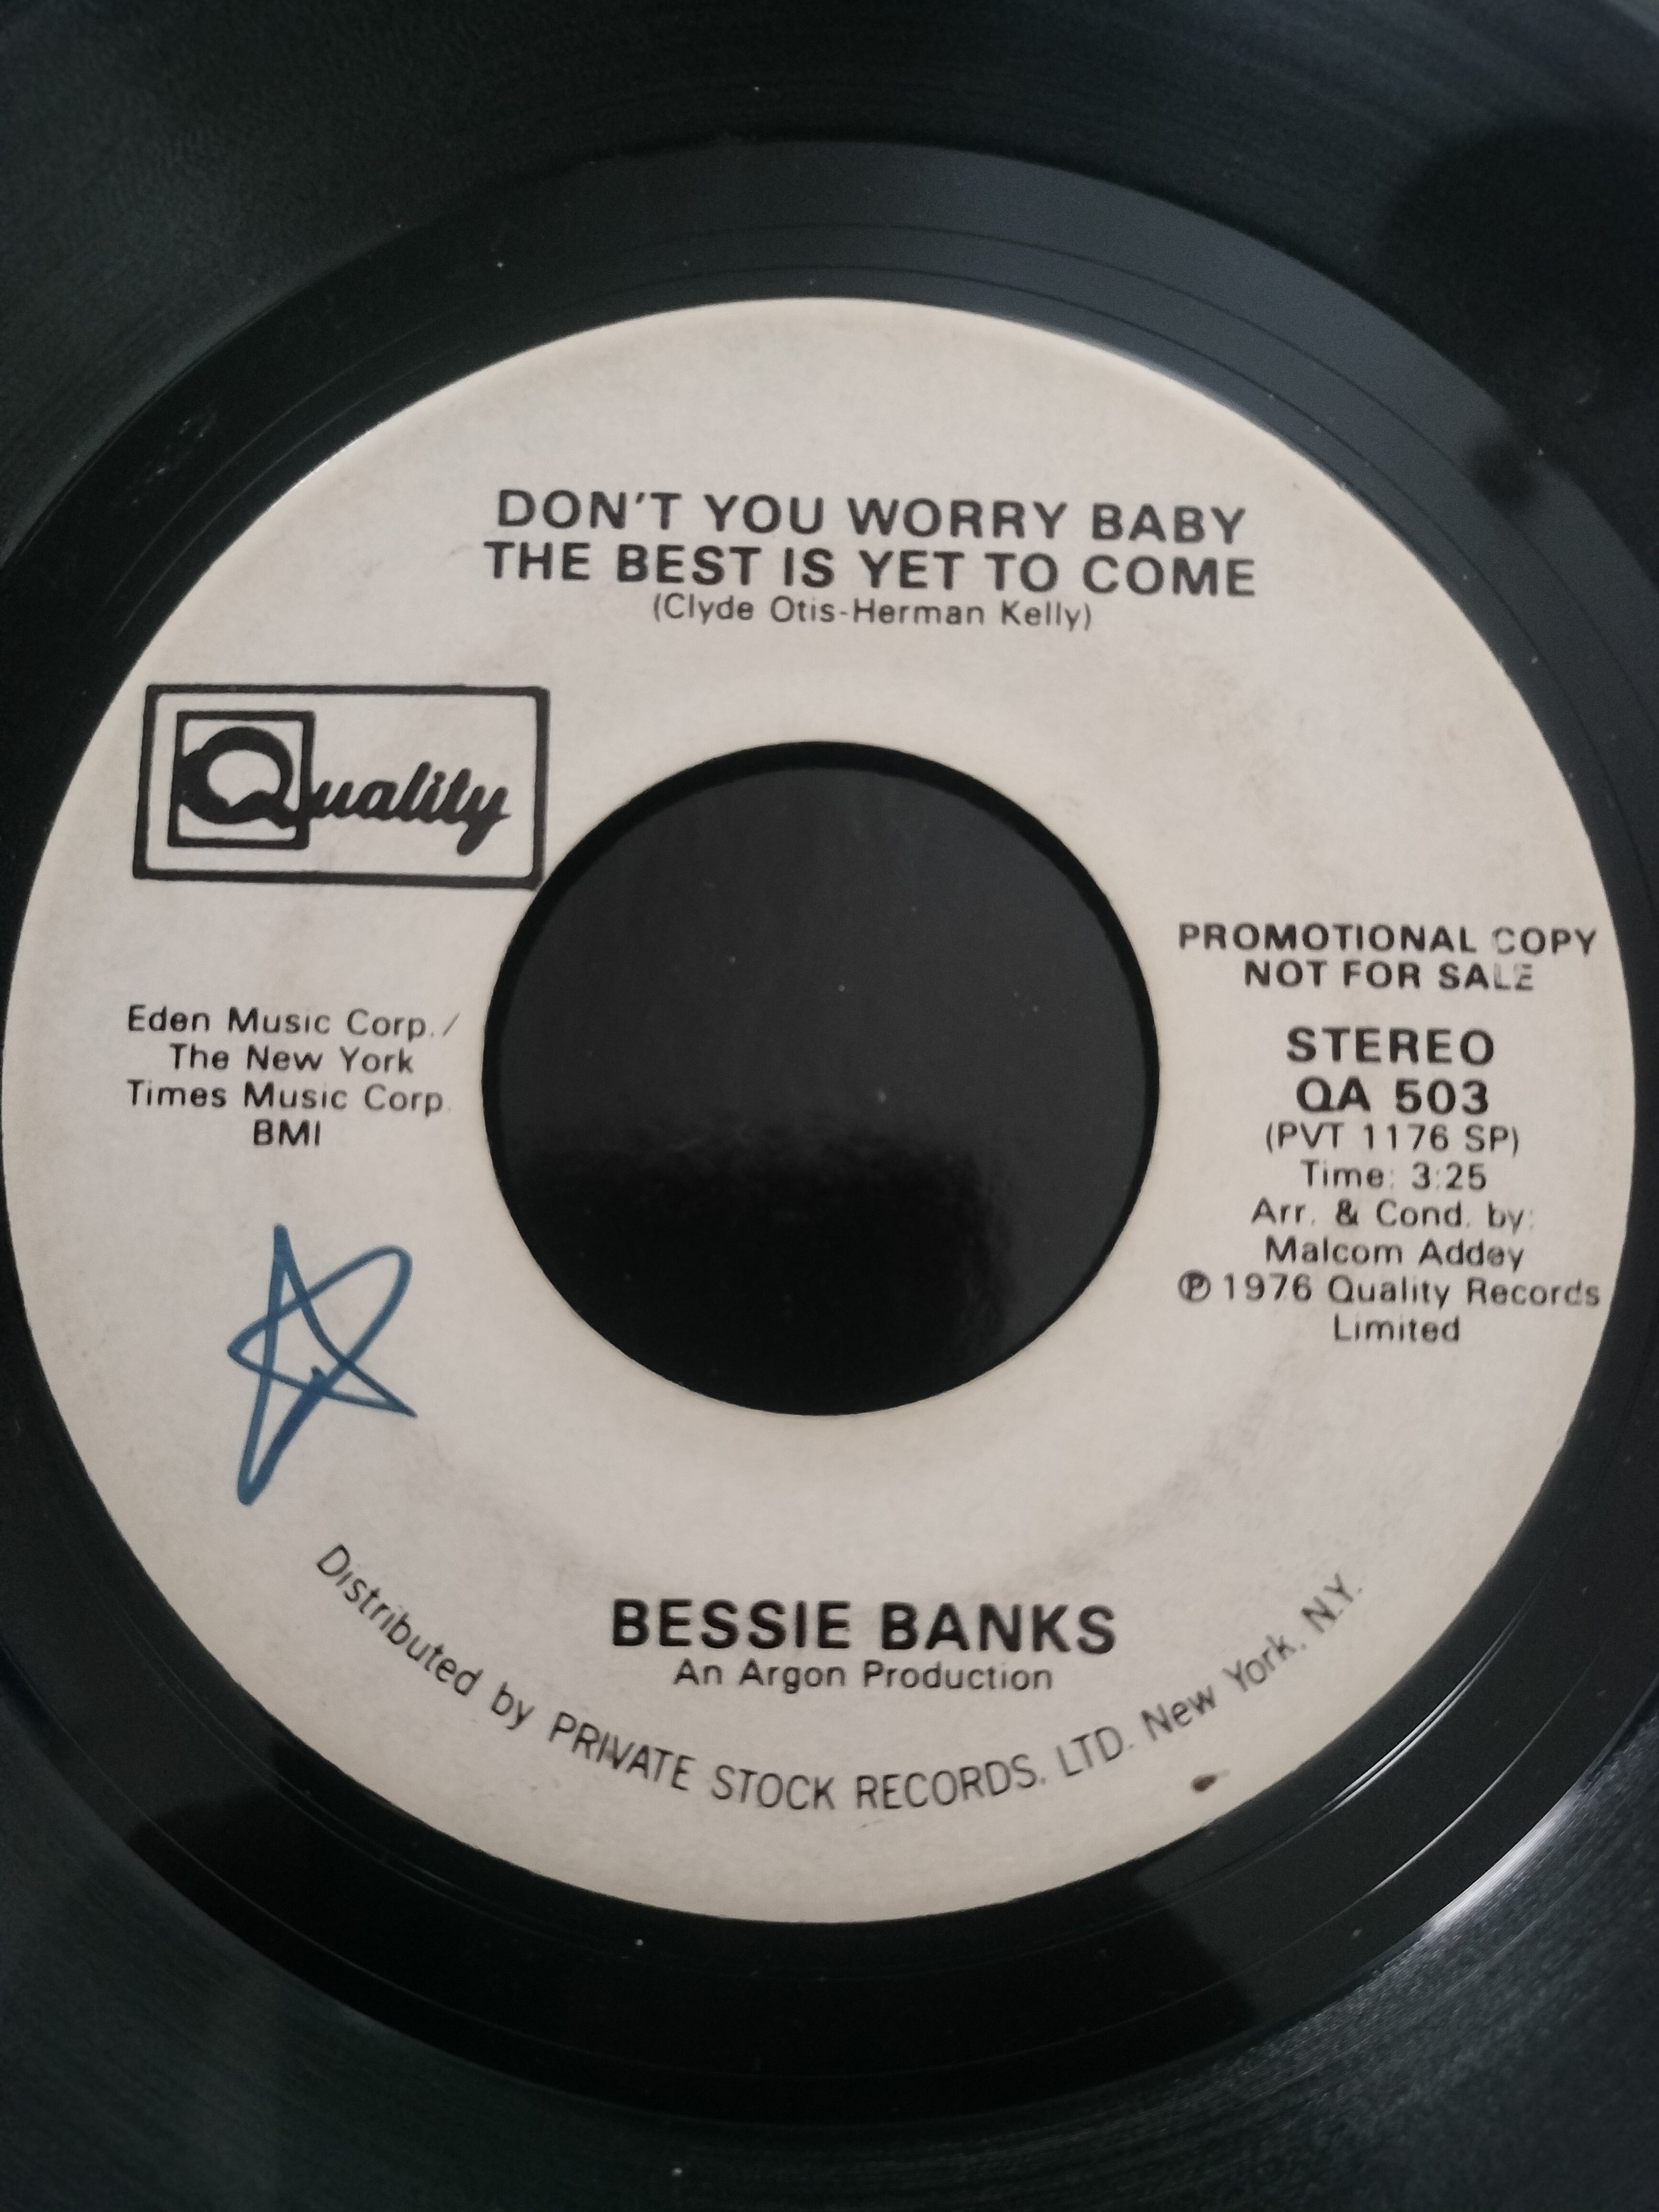 DON'T YOU WORRY BABY
THE BEST IS YET TO COME
(Clyde Otis-Herman Kelly)
Quality
Eden Music Corp./
The New York
Times Music Corp.
BMI
PROMOTIONAL COPY
NOT FOR SALE
STEREO
QA 503
(PVT 1176 SP)
Time: 3:25
Arr. & Cond. by:
Malcom Addey
℗ 1976 Quality Records
Limited
BESSIE BANKS
An Argon Production
Distributed by PRIVATE STOCK RECORDS, LTD. New York, N.Y.